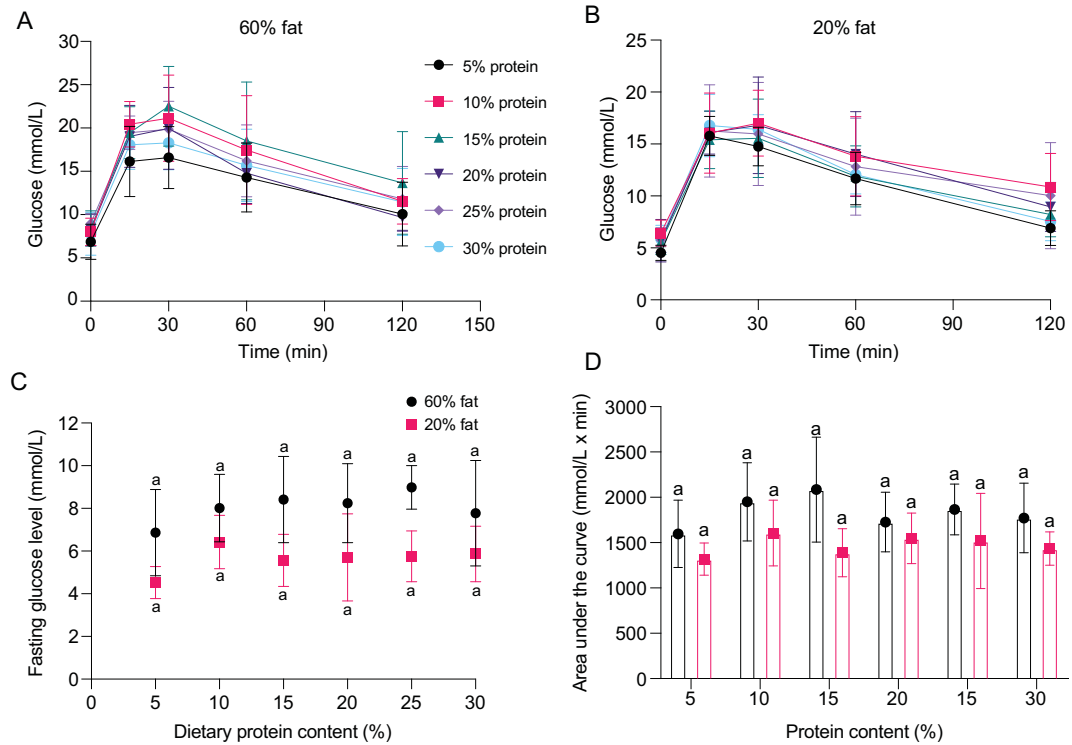 A
60% fat
Glucose (mmol/L)
30
25
20
15
10
5
0
0 30 60 90 120 150
Time (min)
5% protein
10% protein
15% protein
20% protein
25% protein
30% protein
B
20% fat
Glucose (mmol/L)
25
20
15
10
5
0
0 30 60 90 120
Time (min)
C
60% fat
20% fat
Fasting glucose level (mmol/L)
12
10
8
6
4
2
0
a a a a a a
a a a a a a
0 5 10 15 20 25 30
Dietary protein content (%)
D
Area under the curve (mmol/L x min)
3000
2500
2000
1500
1000
500
0
a a a a a a a a a a a a
5 10 15 20 15 30
Protein content (%)